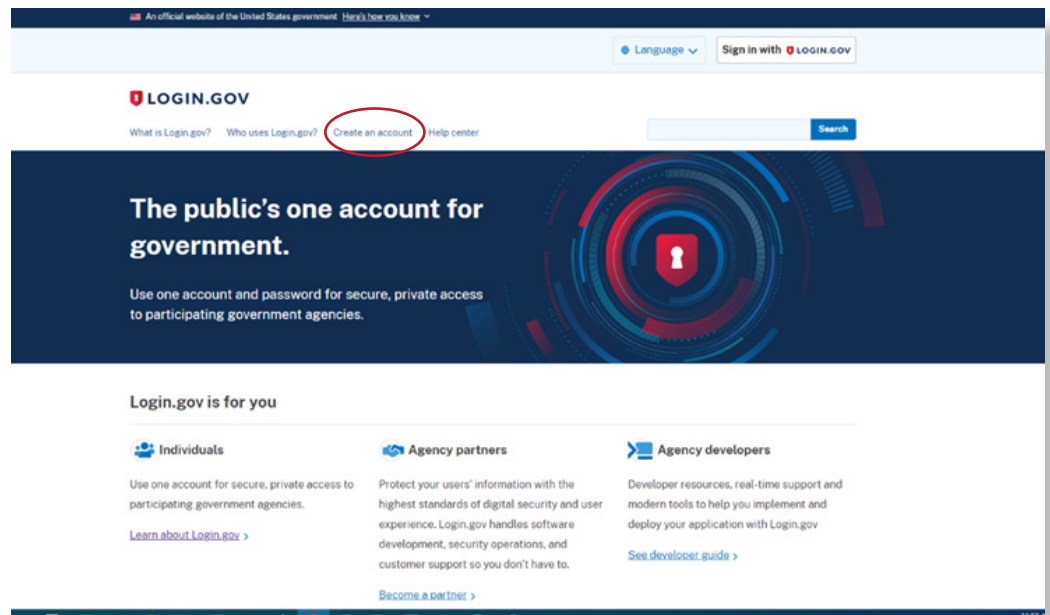 An official website of the United States government Here's how you know
Language
Sign in with LOGIN.GOV
LOGIN.GOV
What is Login.gov? Who uses Login.gov? Create an account Help center
Search
The public's one account for
government.
Use one account and password for secure, private access
to participating government agencies.
Login.gov is for you
Individuals
Use one account for secure, private access to
participating government agencies.
Learn about Login.gov >
Agency partners
Protect your users' information with the
highest standards of digital security and user
experience. Login.gov handles software
development, security operations, and
customer support so you don't have to.
Become a partner >
Agency developers
Developer resources, real-time support and
modern tools to help you implement and
deploy your application with Login.gov
See developer guide >